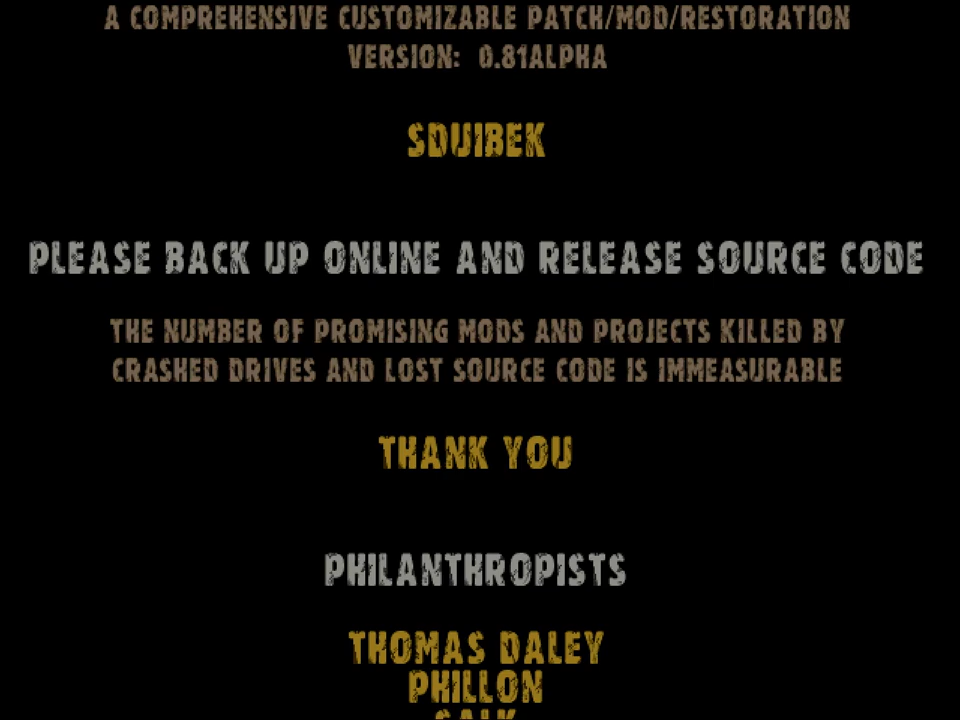 A COMPREHENSIVE CUSTOMIZABLE PATCH/MOD/RESTORATION
VERSION: 0.81ALPHA
SDUIBEK
PLEASE BACK UP ONLINE AND RELEASE SOURCE CODE
THE NUMBER OF PROMISING MODS AND PROJECTS KILLED BY
CRASHED DRIVES AND LOST SOURCE CODE IS IMMEASURABLE
THANK YOU
PHILANTHROPISTS
THOMAS DALEY
PHILLON